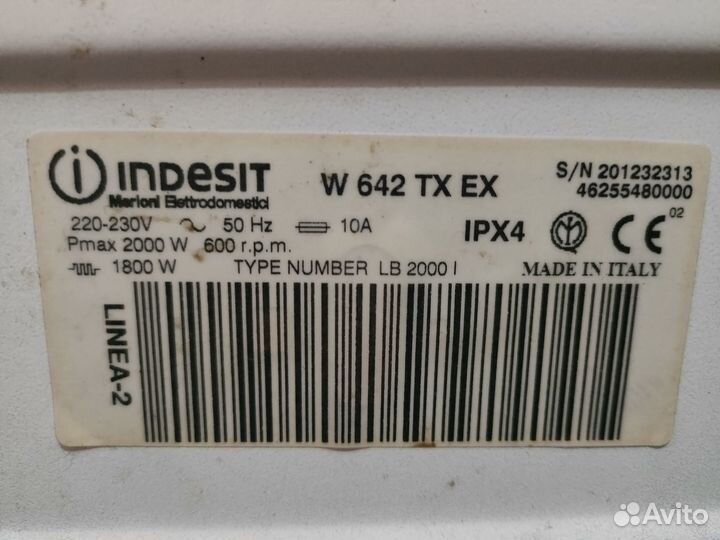 INDESIT
Merloni Elettrodomestici
W 642 TX EX
S/N 201232313
46255480000
220-230V 50 Hz 10A
Pmax 2000 W 600 r.p.m.
IPX4 CE 02
1800 W TYPE NUMBER LB 2000 I
MADE IN ITALY
LINEA-2
Avito